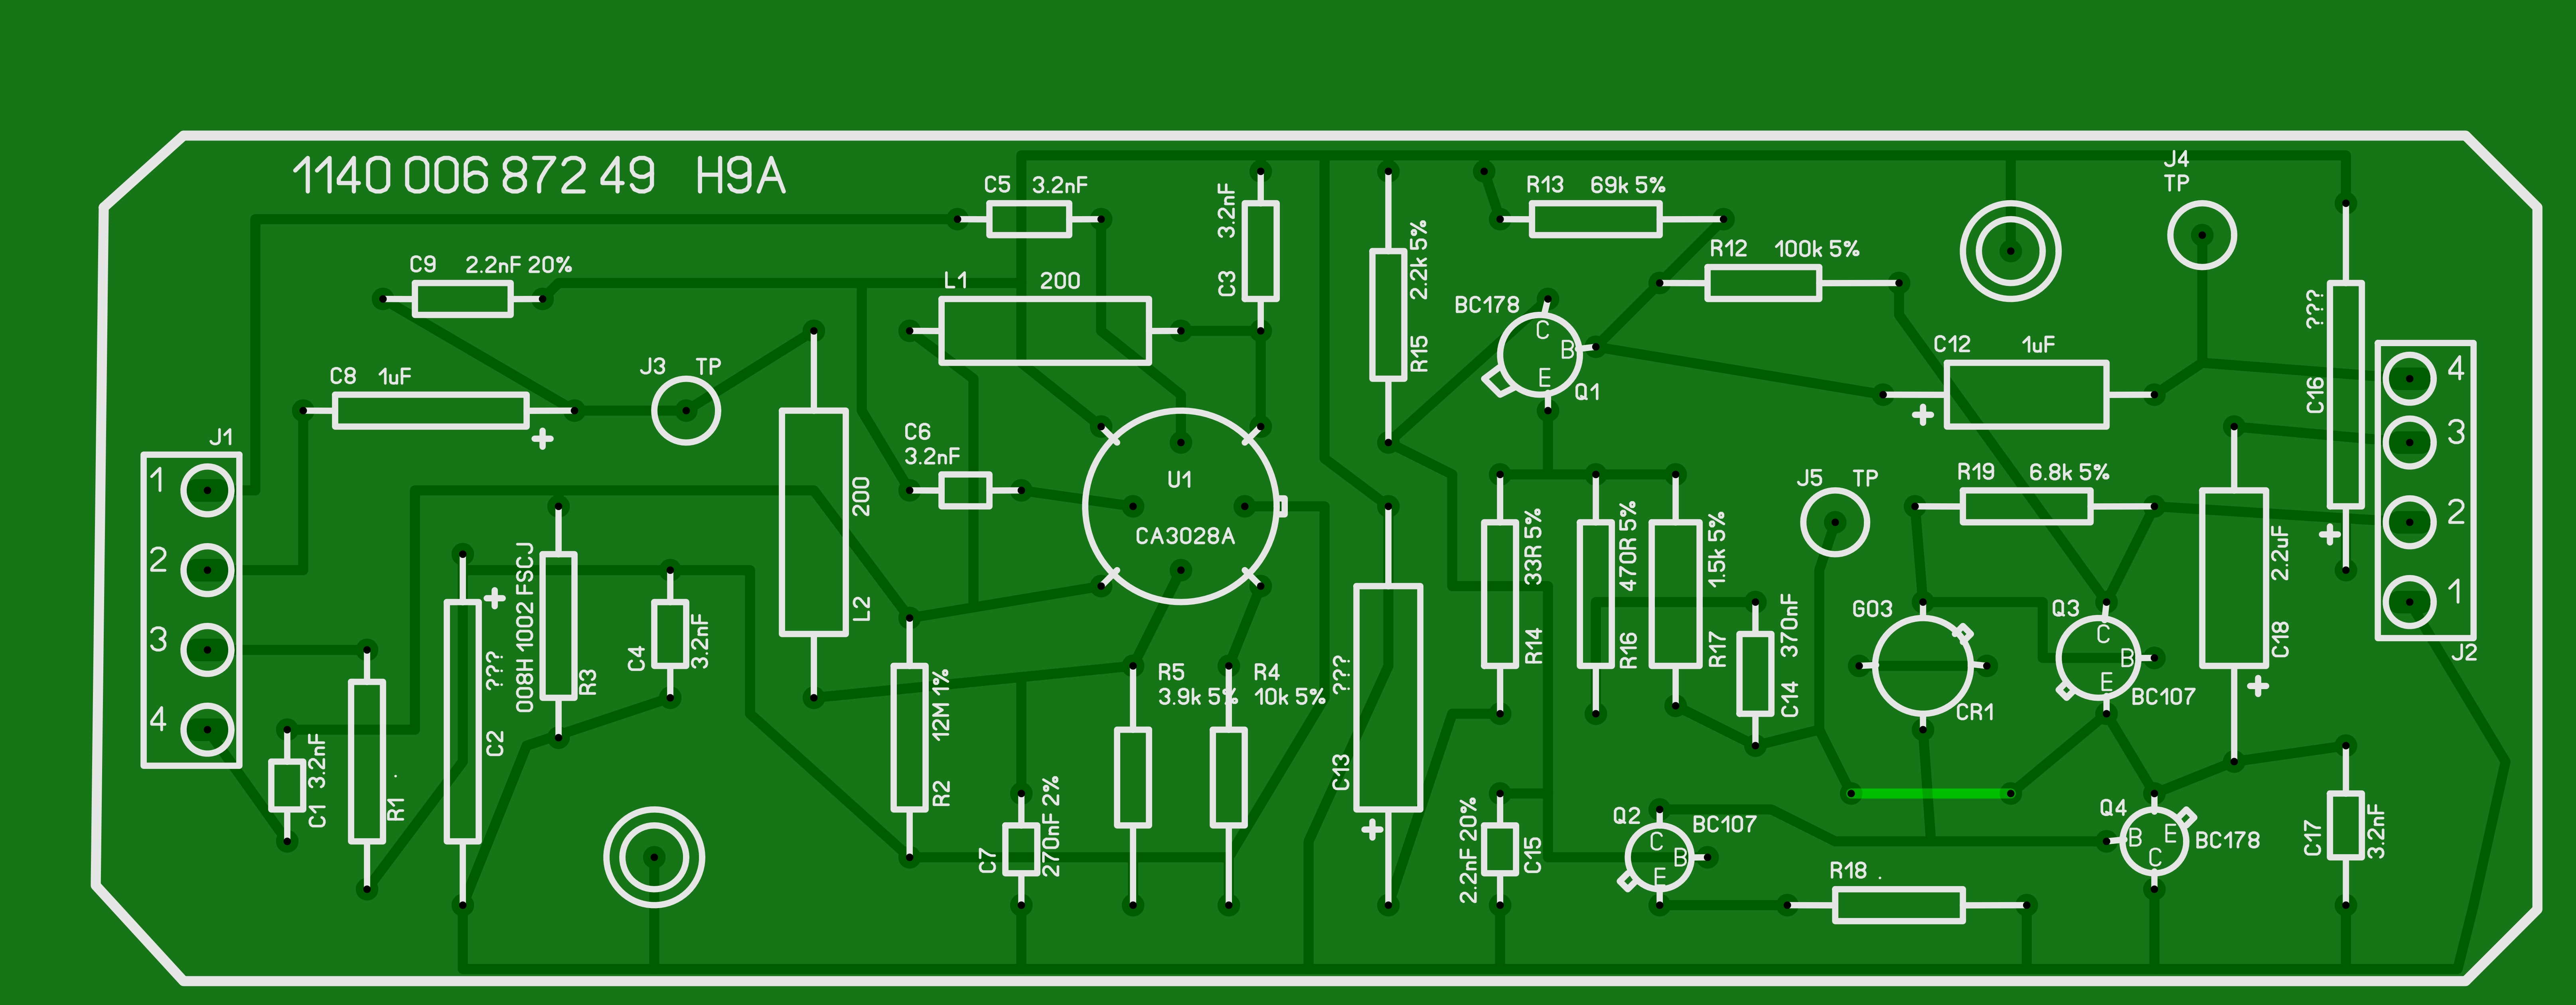 1140 006 872 49 H9A
J4
TP
C5 3.2nF
3.2nF
C3
R13 69k 5%
R12 100k 5%
2.2k 5%
R15
C9 2.2nF 20%
L1 200
BC178
C
B
E
Q1
C12 1uF
+
???
C16
+
J3 TP
C8 1uF
+
J1
1
2
3
4
C6
3.2nF
200
L2
U1
CA3028A
J5 TP
R19 6.8k 5%
4
3
2
1
J2
008H 1002 FSCJ
R3
+
???
C2
C4
3.2nF
33R 5%
R14
470R 5%
R16
1.5k 5%
R17
370nF
C14
G03
CR1
Q3
C
B
E
BC107
2.2uF
C18
+
R5
3.9k 5%
R4
10k 5%
???
C13
+
12M 1%
R2
3.2nF
C1
R1 .
C7
270nF 2%
2.2nF 20%
C15
Q2
BC107
C
B
E
R18 .
Q4
B
E
C
BC178
C17
3.2nF